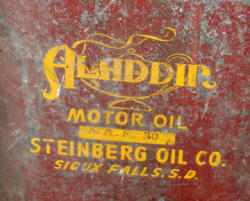 ALADDIN
MOTOR OIL
S.A.E. 30
STEINBERG OIL CO.
SIOUX FALLS. S.D.